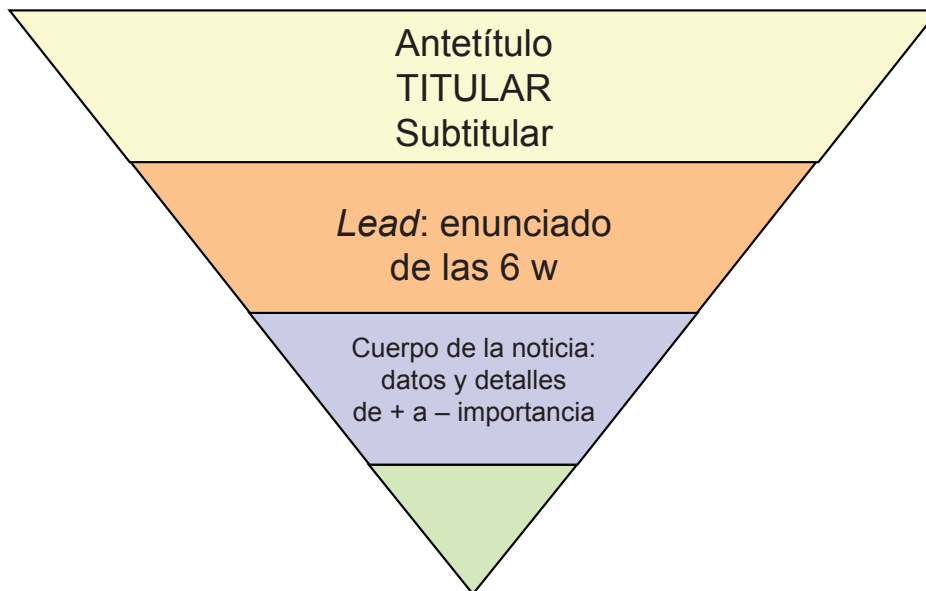 Antetítulo
TITULAR
Subtitular
Lead: enunciado
de las 6 w
Cuerpo de la noticia:
datos y detalles
de + a – importancia